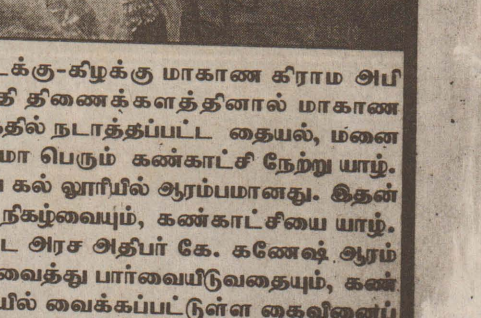 டக்கு-கிழக்கு மாகாண கிராம அபி
தி திணைக்களத்தினால் மாகாண
தில் நடாத்தப்பட்ட தையல், மனை
மா பெரும் கண்காட்சி நேற்று யாழ்.
கல் லூரியில் ஆரம்பமானது. இதன்
நிகழ்வையும், கண்காட்சியை யாழ்.
ட அரச அதிபர் கே. கணேஷ் ஆரம்
வைத்து பார்வையிடுவதையும், கண்
யில் வைக்கப்பட்டுள்ள கைவினைப்